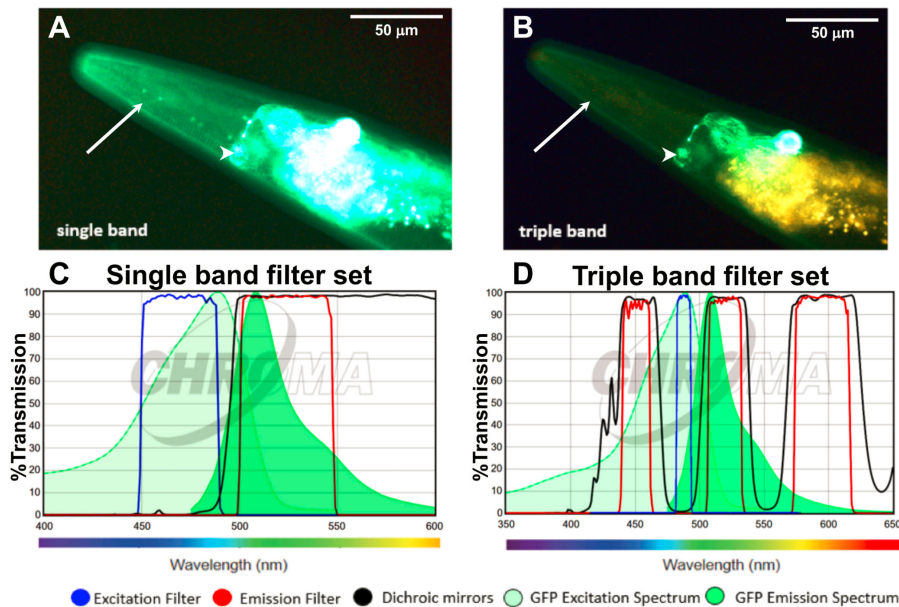 A
50 µm
single band
B
50 µm
triple band
C Single band filter set
%Transmission
100
90
80
70
60
50
40
30
20
10
0
CHROMA
400 450 500 550 600
Wavelength (nm)
D Triple band filter set
%Transmission
100
90
80
70
60
50
40
30
20
10
0
CHROMA
350 400 450 500 550 600 650
Wavelength (nm)
Excitation Filter Emission Filter Dichroic mirrors GFP Excitation Spectrum GFP Emission Spectrum